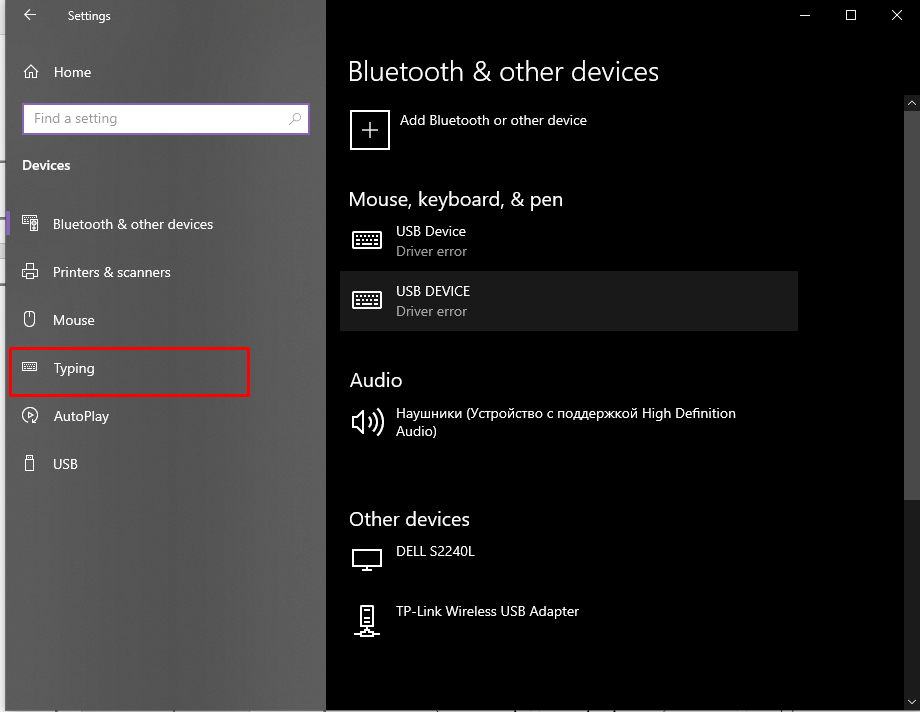 Settings
Home
Find a setting
Devices
Bluetooth & other devices
Printers & scanners
Mouse
Typing
AutoPlay
USB
Bluetooth & other devices
Add Bluetooth or other device
Mouse, keyboard, & pen
USB Device
Driver error
USB DEVICE
Driver error
Audio
Наушники (Устройство с поддержкой High Definition
Audio)
Other devices
DELL S2240L
TP-Link Wireless USB Adapter